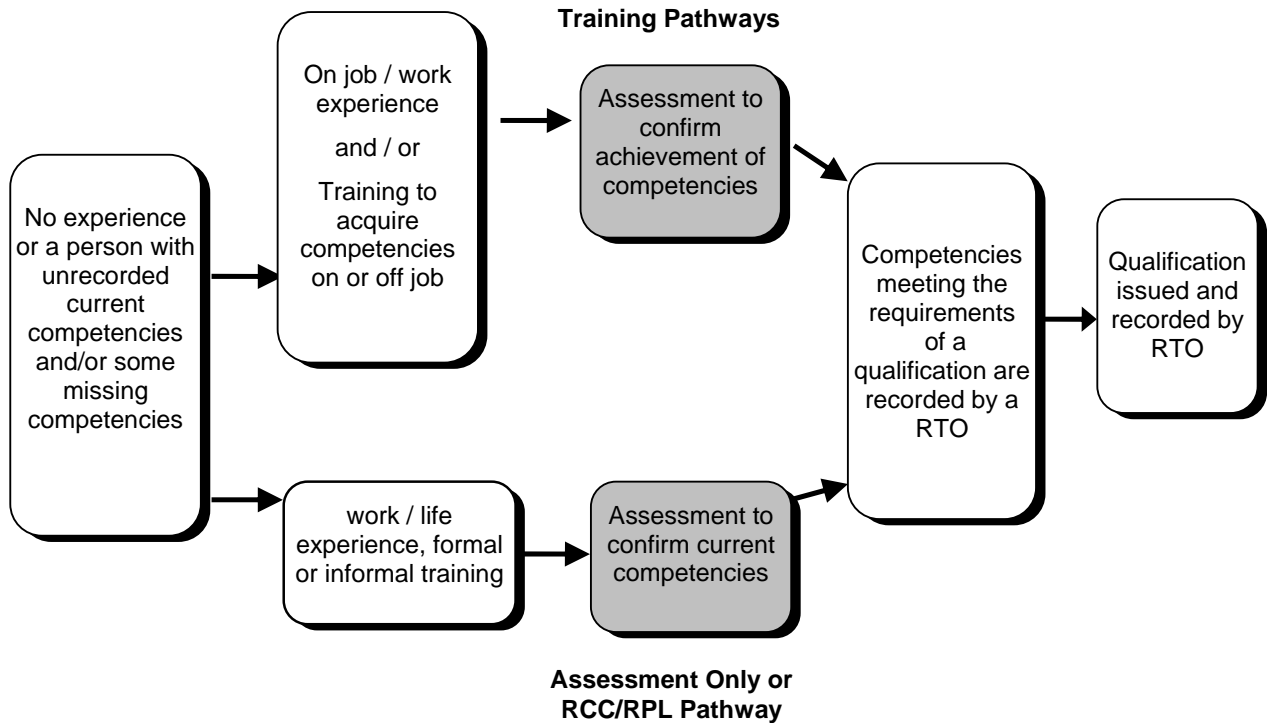 Training Pathways
No experience
or a person with
unrecorded
current
competencies
and/or some
missing
competencies
On job / work
experience
and / or
Training to
acquire
competencies
on or off job
Assessment to
confirm
achievement of
competencies
work / life
experience, formal
or informal training
Assessment to
confirm current
competencies
Competencies
meeting the
requirements
of a
qualification are
recorded by a
RTO
Qualification
issued and
recorded by
RTO
Assessment Only or
RCC/RPL Pathway